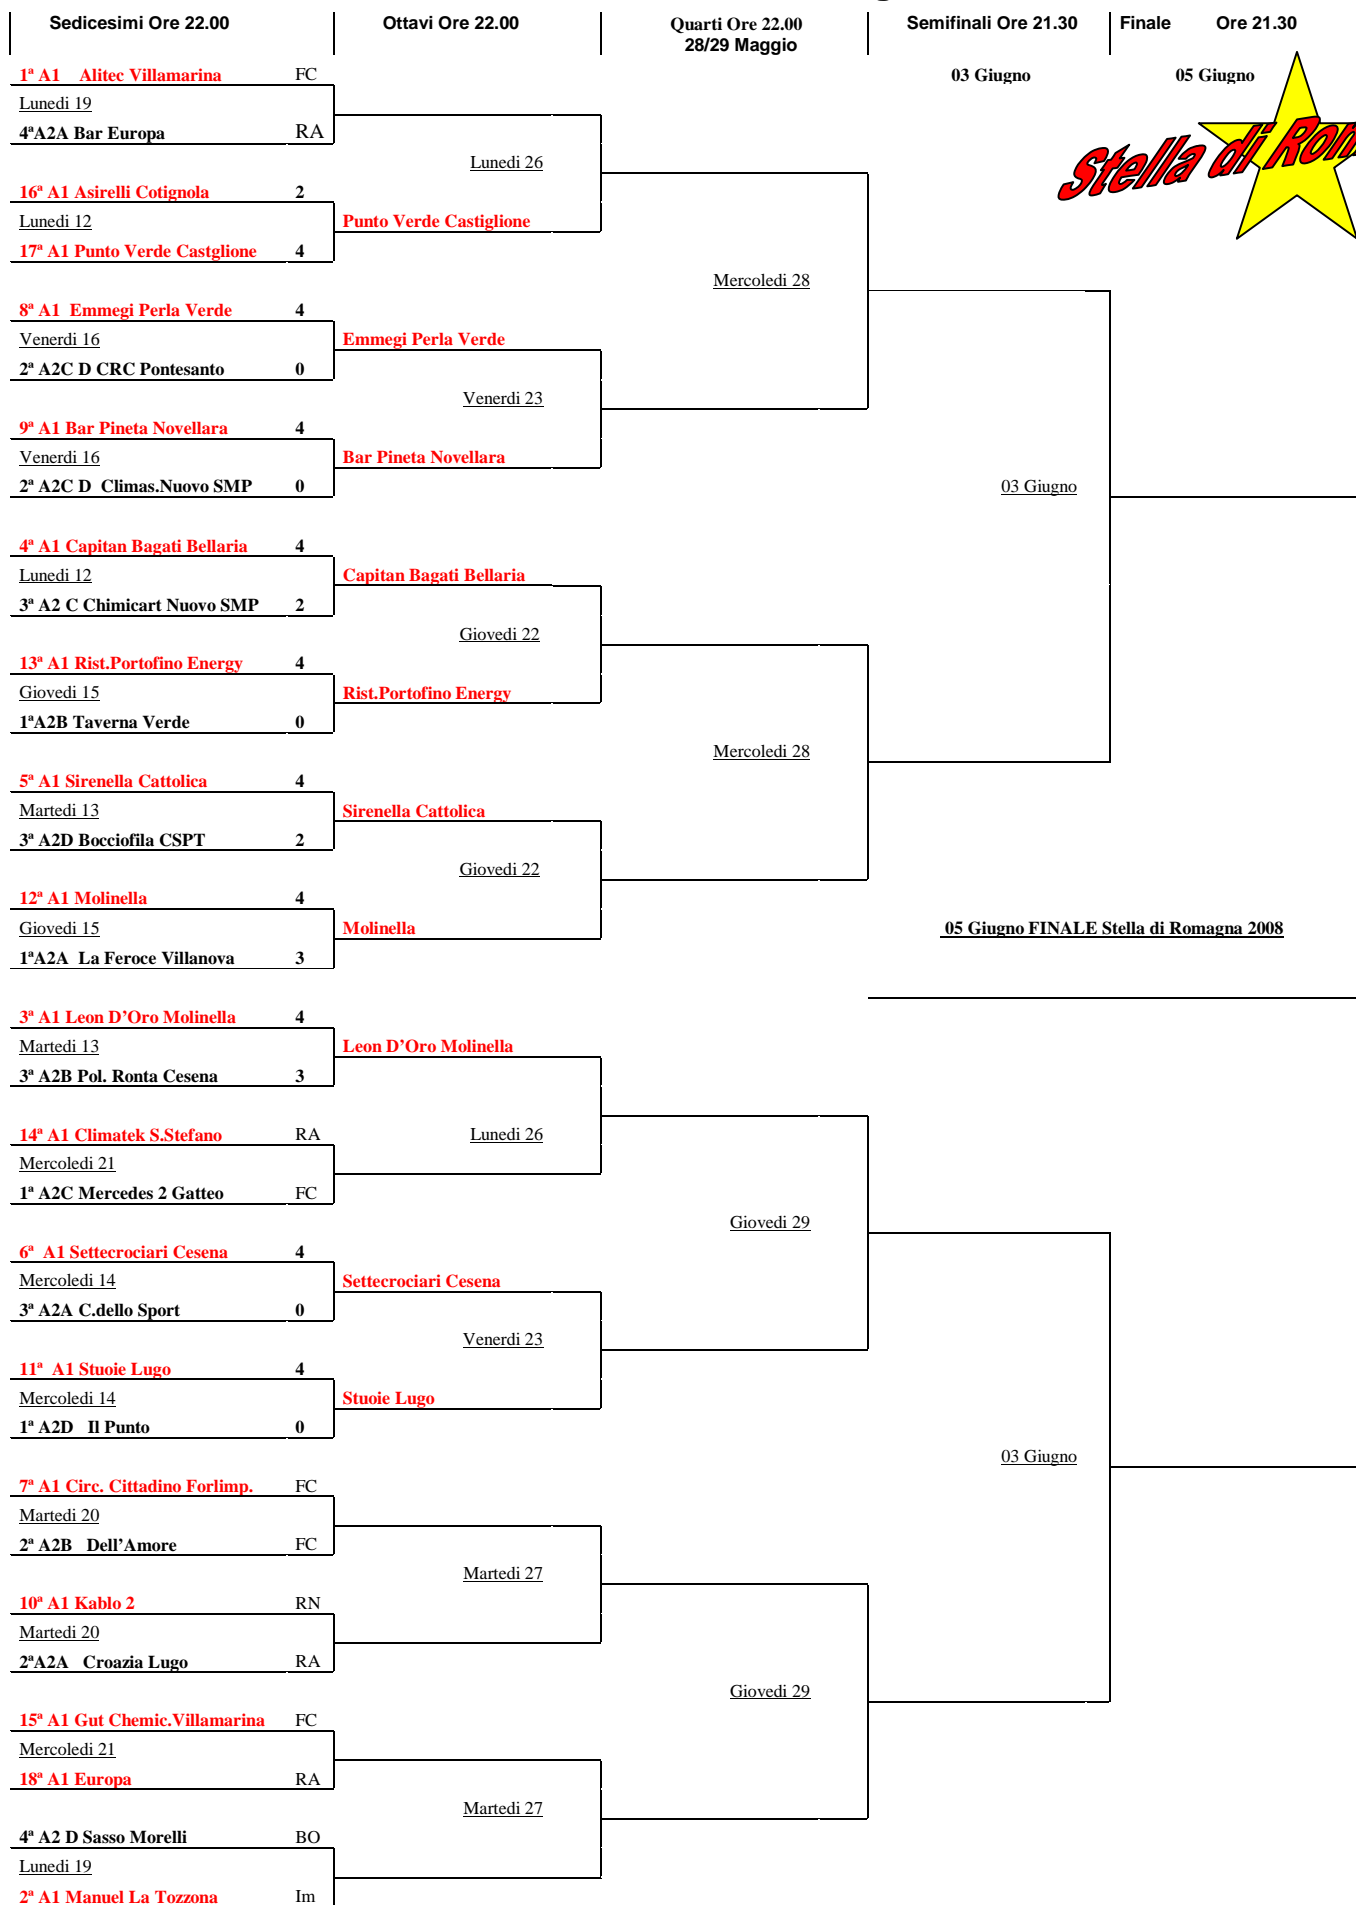 Sedicesimi Ore 22.00 Ottavi Ore 22.00 Quarti Ore 22.00 Semifinali Ore 21.30 Finale Ore 21.30
28/29 Maggio
1ª A1 Alitec Villamarina FC 03 Giugno 05 Giugno
Lunedi 19
4ªA2A Bar Europa RA
Stella di Rom
Lunedi 26
16ª A1 Asirelli Cotignola 2
Lunedi 12 Punto Verde Castiglione
17ª A1 Punto Verde Castglione 4
Mercoledi 28
8ª A1 Emmegi Perla Verde 4
Venerdi 16 Emmegi Perla Verde
2ª A2C D CRC Pontesanto 0
Venerdi 23
9ª A1 Bar Pineta Novellara 4
Venerdi 16 Bar Pineta Novellara
2ª A2C D Climas.Nuovo SMP 0 03 Giugno
4ª A1 Capitan Bagati Bellaria 4
Lunedi 12 Capitan Bagati Bellaria
3ª A2 C Chimicart Nuovo SMP 2
Giovedi 22
13ª A1 Rist.Portofino Energy 4
Giovedi 15 Rist.Portofino Energy
1ªA2B Taverna Verde 0
Mercoledi 28
5ª A1 Sirenella Cattolica 4
Martedi 13 Sirenella Cattolica
3ª A2D Bocciofila CSPT 2
Giovedi 22
12ª A1 Molinella 4
Giovedi 15 Molinella 05 Giugno FINALE Stella di Romagna 2008
1ªA2A La Feroce Villanova 3
3ª A1 Leon D’Oro Molinella 4
Martedi 13 Leon D’Oro Molinella
3ª A2B Pol. Ronta Cesena 3
14ª A1 Climatek S.Stefano RA Lunedi 26
Mercoledi 21
1ª A2C Mercedes 2 Gatteo FC
Giovedi 29
6ª A1 Settecrociari Cesena 4
Mercoledi 14 Settecrociari Cesena
3ª A2A C.dello Sport 0
Venerdi 23
11ª A1 Stuoie Lugo 4
Mercoledi 14 Stuoie Lugo
1ª A2D Il Punto 0
03 Giugno
7ª A1 Circ. Cittadino Forlimp. FC
Martedi 20
2ª A2B Dell’Amore FC
Martedi 27
10ª A1 Kablo 2 RN
Martedi 20
2ªA2A Croazia Lugo RA
Giovedi 29
15ª A1 Gut Chemic.Villamarina FC
Mercoledi 21
18ª A1 Europa RA
Martedi 27
4ª A2 D Sasso Morelli BO
Lunedi 19
2ª A1 Manuel La Tozzona Im